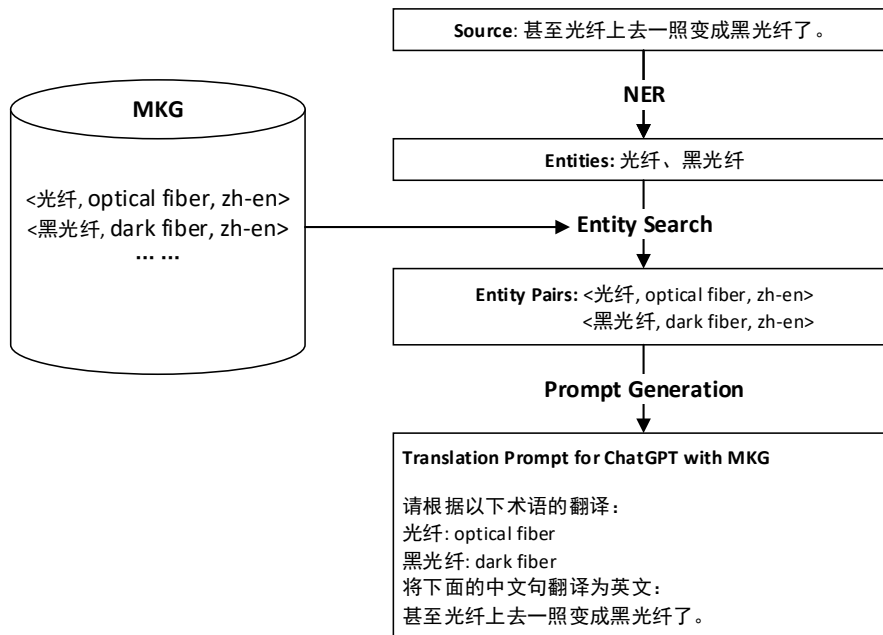 MKG
<光纤, optical fiber, zh-en>
<黑光纤, dark fiber, zh-en>
... ...
Source: 甚至光纤上去一照变成黑光纤了。
NER
Entities: 光纤、黑光纤
Entity Search
Entity Pairs: <光纤, optical fiber, zh-en>
<黑光纤, dark fiber, zh-en>
Prompt Generation
Translation Prompt for ChatGPT with MKG
请根据以下术语的翻译：
光纤: optical fiber
黑光纤: dark fiber
将下面的中文句翻译为英文：
甚至光纤上去一照变成黑光纤了。